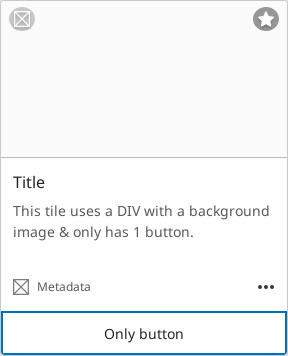 Title
This tile uses a DIV with a background
image & only has 1 button.
Metadata
Only button